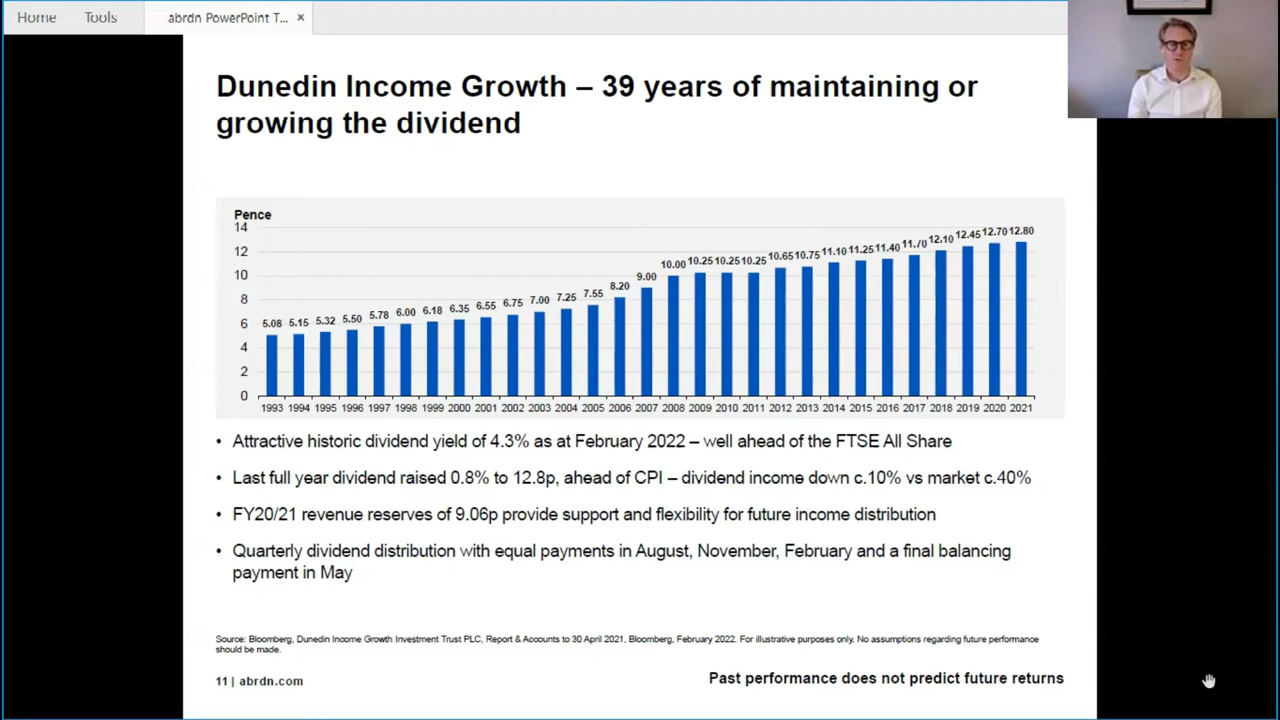 Home Tools abrdn PowerPoint T... ×
Dunedin Income Growth – 39 years of maintaining or
growing the dividend
Pence
14
12
10
8
6
4
2
0
5.08 5.15 5.32 5.50 5.78 6.00 6.18 6.35 6.55 6.75 7.00 7.25 7.55 8.20 9.00 10.00 10.25 10.25 10.25 10.65 10.75 11.10 11.25 11.40 11.70 12.10 12.45 12.70 12.80
1993 1994 1995 1996 1997 1998 1999 2000 2001 2002 2003 2004 2005 2006 2007 2008 2009 2010 2011 2012 2013 2014 2015 2016 2017 2018 2019 2020 2021
• Attractive historic dividend yield of 4.3% as at February 2022 – well ahead of the FTSE All Share
• Last full year dividend raised 0.8% to 12.8p, ahead of CPI – dividend income down c.10% vs market c.40%
• FY20/21 revenue reserves of 9.06p provide support and flexibility for future income distribution
• Quarterly dividend distribution with equal payments in August, November, February and a final balancing
payment in May
Source: Bloomberg, Dunedin Income Growth Investment Trust PLC, Report & Accounts to 30 April 2021, Bloomberg, February 2022. For illustrative purposes only. No assumptions regarding future performance
should be made.
11 | abrdn.com
Past performance does not predict future returns